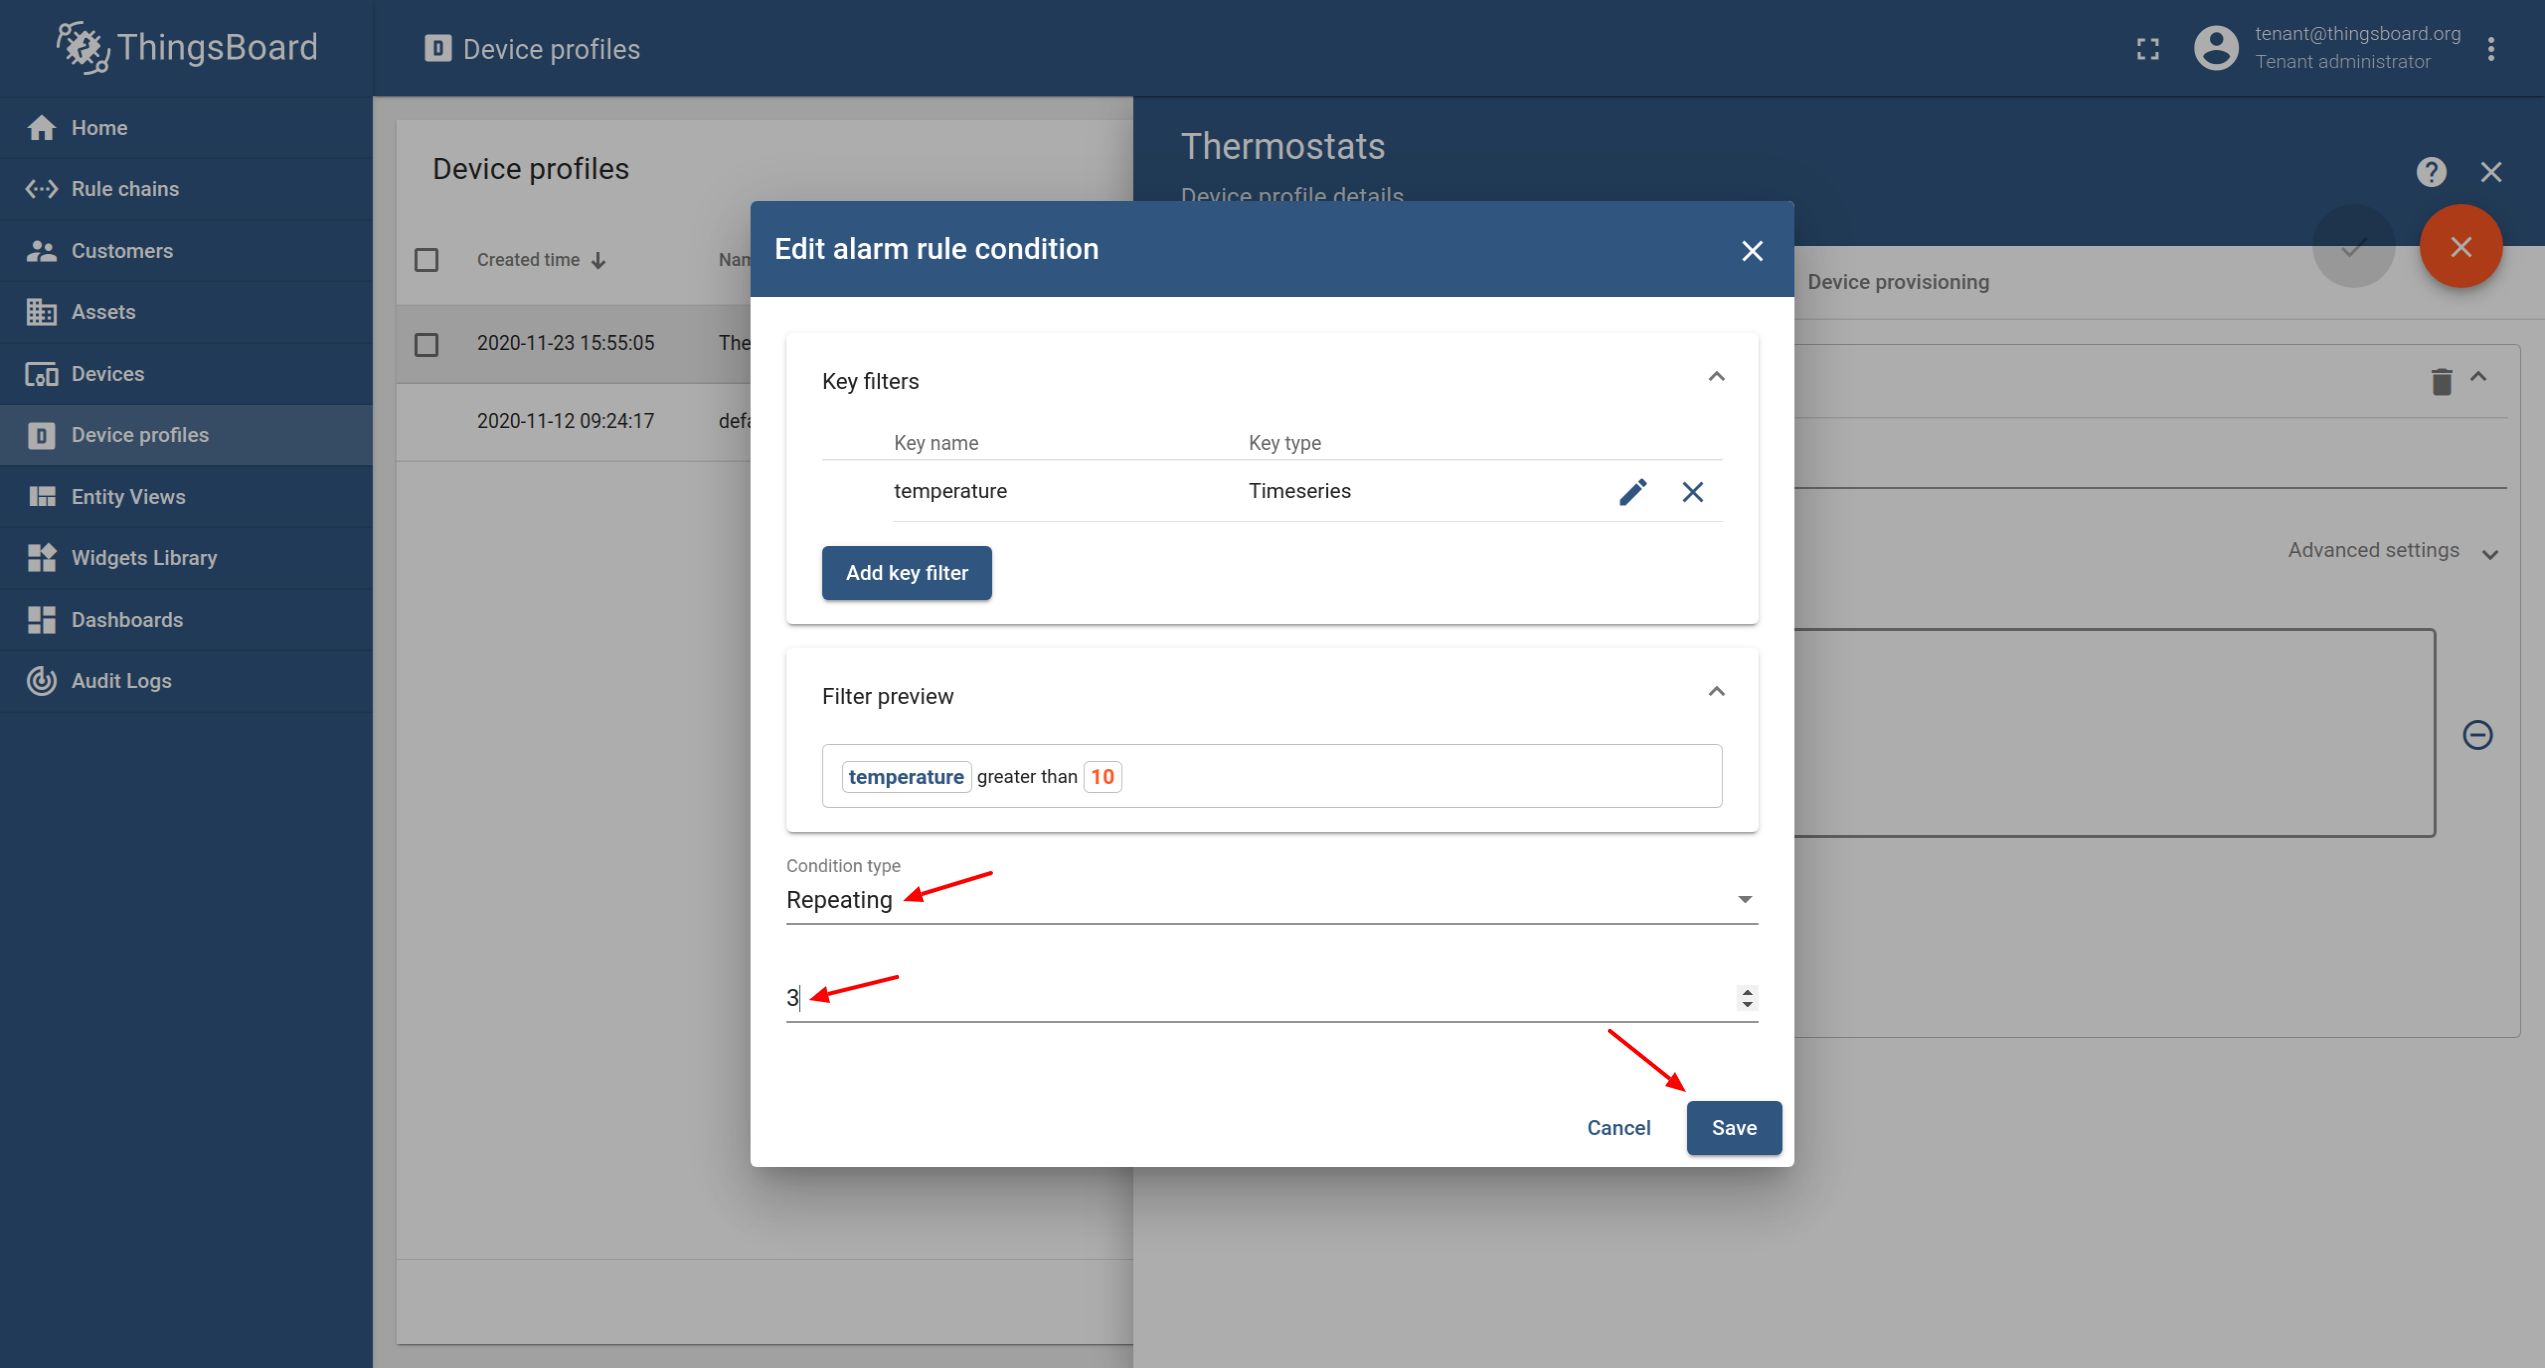 ThingsBoard
Device profiles
tenant@thingsboard.org
Tenant administrator
Home
Rule chains
Customers
Assets
Devices
Device profiles
Entity Views
Widgets Library
Dashboards
Audit Logs
Device profiles
Created time
Nam
2020-11-23 15:55:05
The
2020-11-12 09:24:17
defa
Thermostats
Device profile details
Device provisioning
Advanced settings
Edit alarm rule condition
Key filters
Key name Key type
temperature Timeseries
Add key filter
Filter preview
temperature greater than 10
Condition type
Repeating
3
Cancel Save